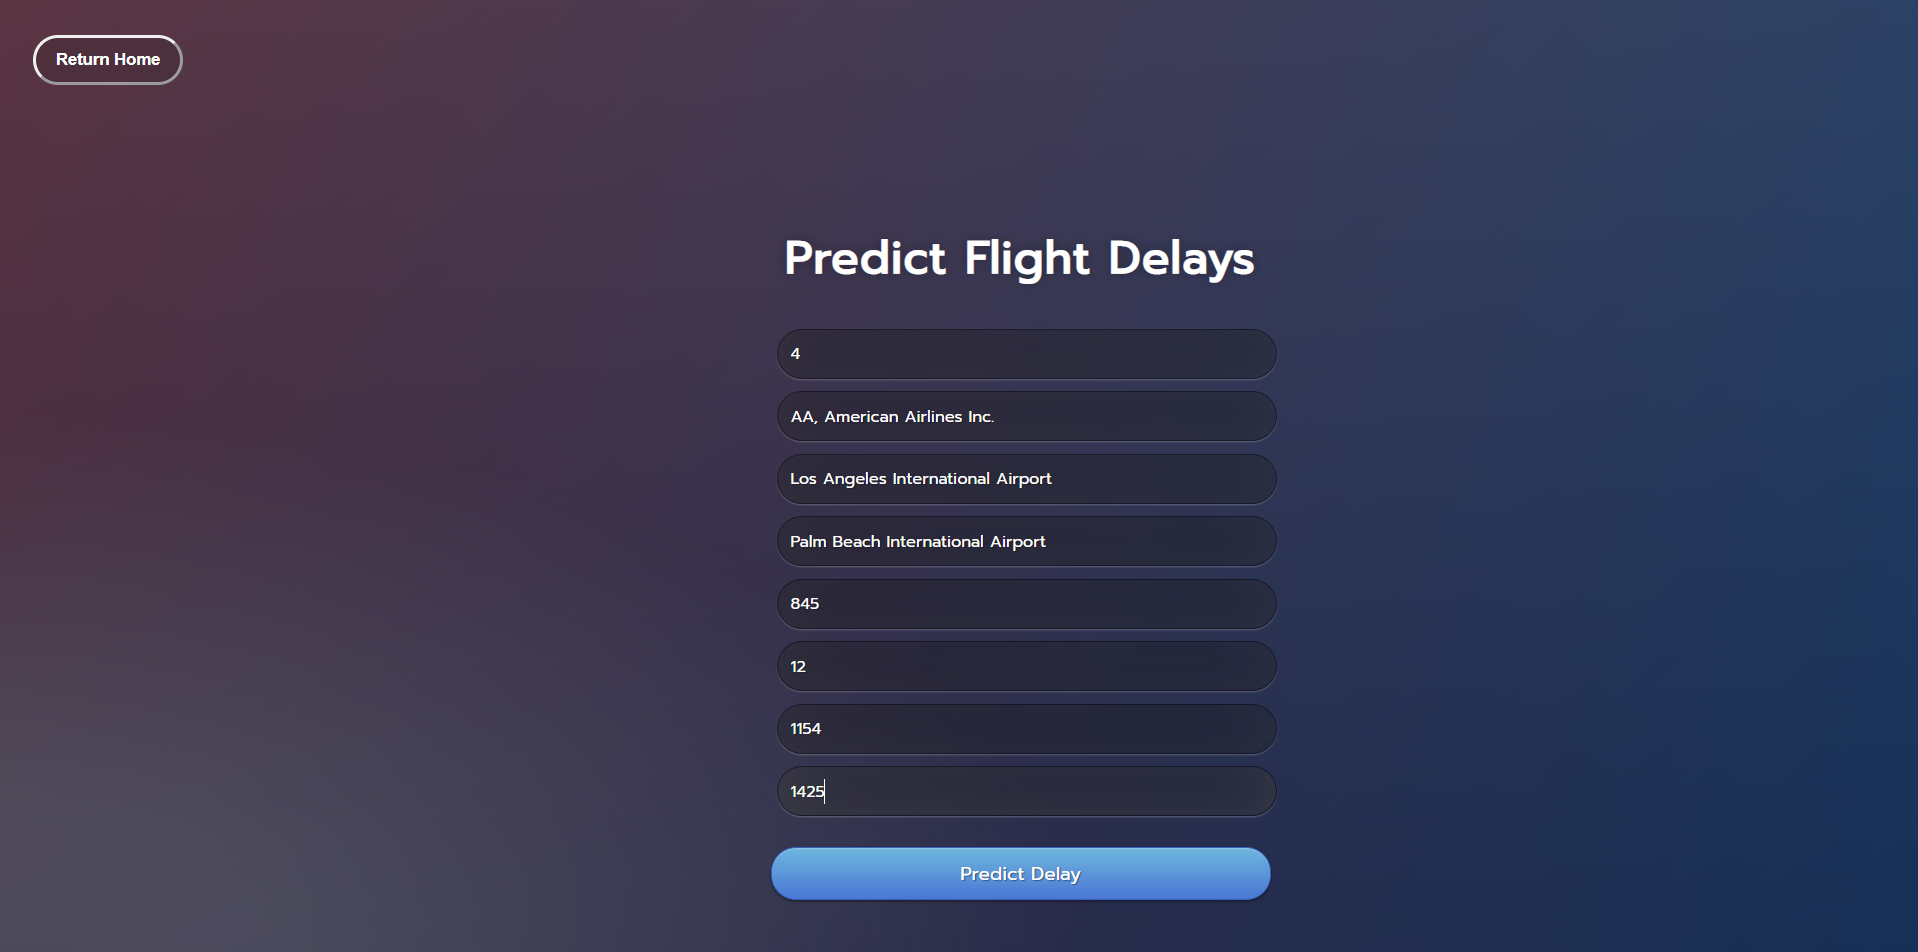 Return Home
Predict Flight Delays
4
AA, American Airlines Inc.
Los Angeles International Airport
Palm Beach International Airport
845
12
1154
1425
Predict Delay